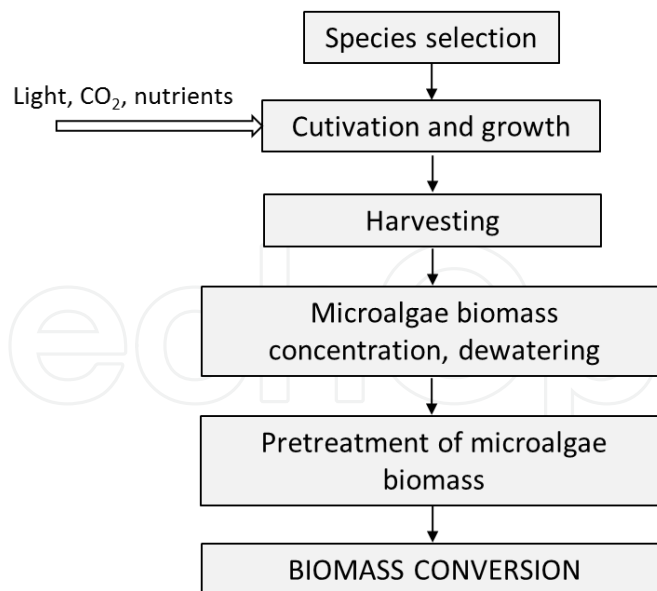 Species selection
Light, CO₂, nutrients
Cutivation and growth
Harvesting
Microalgae biomass
concentration, dewatering
Pretreatment of microalgae
biomass
BIOMASS CONVERSION